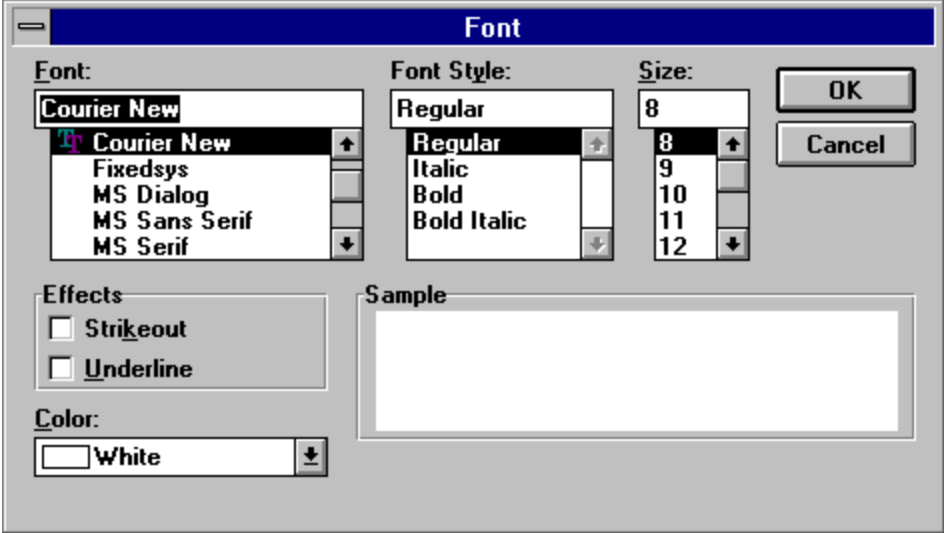 Font
Font:
Font Style:
Size:
Courier New
Regular
8
OK
Cancel
Courier New
Fixedsys
MS Dialog
MS Sans Serif
MS Serif
Regular
Italic
Bold
Bold Italic
8
9
10
11
12
Effects
Strikeout
Underline
Sample
Color:
White